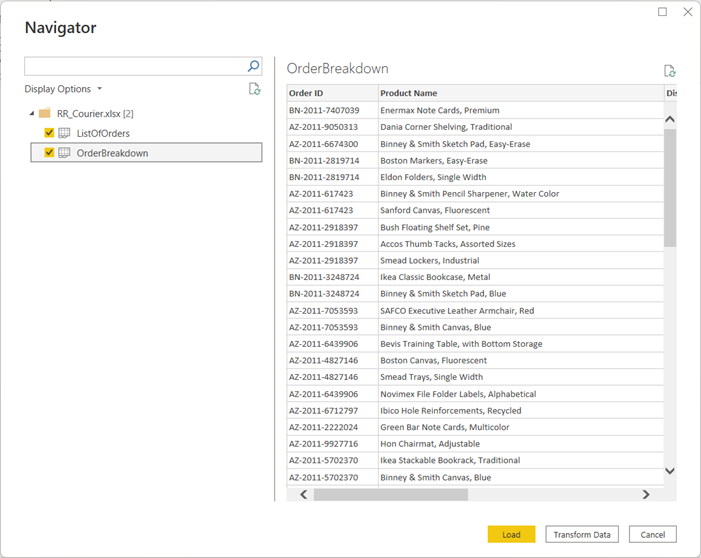 Navigator
Display Options
RR_Courier.xlsx [2]
ListOfOrders
OrderBreakdown
OrderBreakdown
Order ID Product Name Dis
BN-2011-7407039 Enermax Note Cards, Premium
AZ-2011-9050313 Dania Corner Shelving, Traditional
AZ-2011-6674300 Binney & Smith Sketch Pad, Easy-Erase
BN-2011-2819714 Boston Markers, Easy-Erase
BN-2011-2819714 Eldon Folders, Single Width
AZ-2011-617423 Binney & Smith Pencil Sharpener, Water Color
AZ-2011-617423 Sanford Canvas, Fluorescent
AZ-2011-2918397 Bush Floating Shelf Set, Pine
AZ-2011-2918397 Accos Thumb Tacks, Assorted Sizes
AZ-2011-2918397 Smead Lockers, Industrial
BN-2011-3248724 Ikea Classic Bookcase, Metal
BN-2011-3248724 Binney & Smith Sketch Pad, Blue
AZ-2011-7053593 SAFCO Executive Leather Armchair, Red
AZ-2011-7053593 Binney & Smith Canvas, Blue
AZ-2011-6439906 Bevis Training Table, with Bottom Storage
AZ-2011-4827146 Boston Canvas, Fluorescent
AZ-2011-4827146 Smead Trays, Single Width
AZ-2011-6439906 Novimex File Folder Labels, Alphabetical
AZ-2011-6712797 Ibico Hole Reinforcements, Recycled
AZ-2011-2222024 Green Bar Note Cards, Multicolor
AZ-2011-9927716 Hon Chairmat, Adjustable
AZ-2011-5702370 Ikea Stackable Bookrack, Traditional
AZ-2011-5702370 Binney & Smith Canvas, Blue
Load Transform Data Cancel